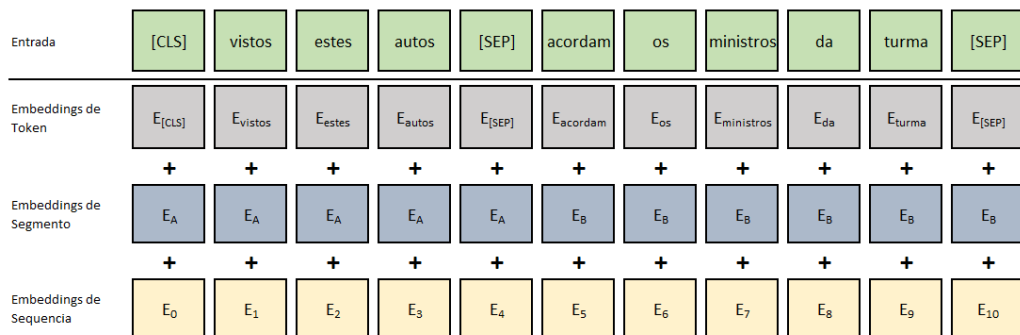 Entrada [CLS] vistos estes autos [SEP] acordam os ministros da turma [SEP]
Embeddings de
Token
E[CLS] Evistos Eestes Eautos E[SEP] Eacordam Eos Eministros Eda Eturma E[SEP]
+ + + + + + + + + + +
Embeddings de
Segmento
EA EA EA EA EA EB EB EB EB EB EB
+ + + + + + + + + + +
Embeddings de
Sequencia
E0 E1 E2 E3 E4 E5 E6 E7 E8 E9 E10